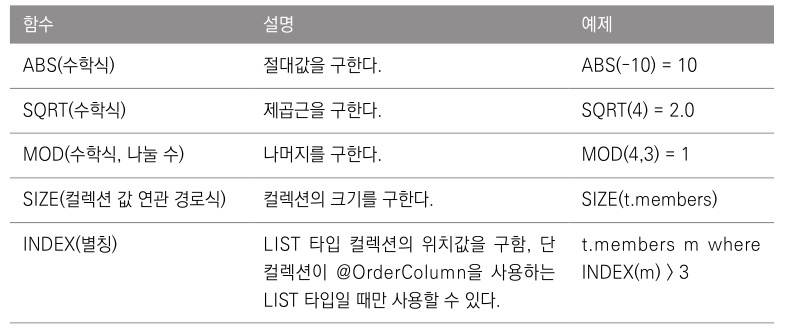 함수 설명 예제
ABS(수학식) 절대값을 구한다. ABS(-10) = 10
SQRT(수학식) 제곱근을 구한다. SQRT(4) = 2.0
MOD(수학식, 나눌 수) 나머지를 구한다. MOD(4,3) = 1
SIZE(컬렉션 값 연관 경로식) 컬렉션의 크기를 구한다. SIZE(t.members)
INDEX(별칭) LIST 타입 컬렉션의 위치값을 구함, 단 t.members m where
컬렉션이 @OrderColumn을 사용하는 INDEX(m) > 3
LIST 타입일 때만 사용할 수 있다.